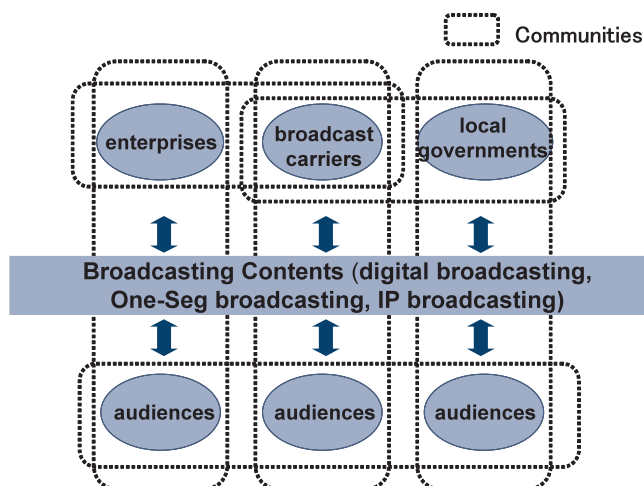 Communities
enterprises
broadcast
carriers
local
governments
Broadcasting Contents (digital broadcasting,
One-Seg broadcasting, IP broadcasting)
audiences
audiences
audiences